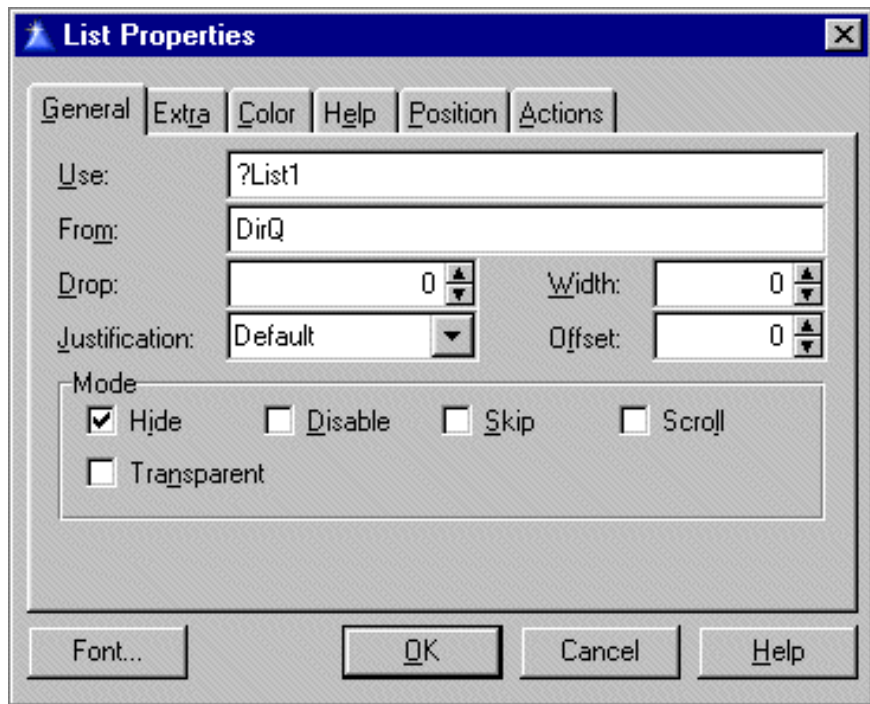 List Properties
General Extra Color Help Position Actions
Use: ?List1
From: DirQ
Drop: 0 Width: 0
Justification: Default Offset: 0
Mode
Hide Disable Skip Scroll
Transparent
Font... OK Cancel Help